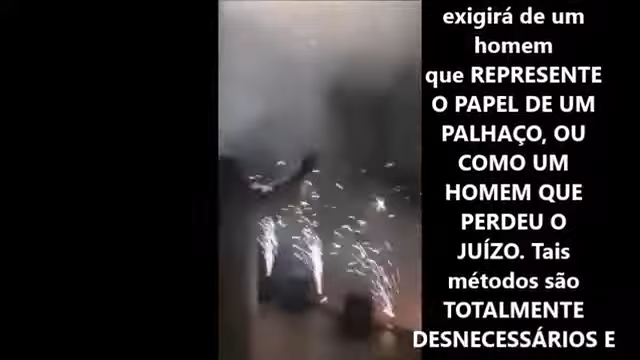 exigirá de um
homem
que REPRESENTE
O PAPEL DE UM
PALHAÇO, OU
COMO UM
HOMEM QUE
PERDEU O
JUÍZO. Tais
métodos são
TOTALMENTE
DESNECESSÁRIOS E